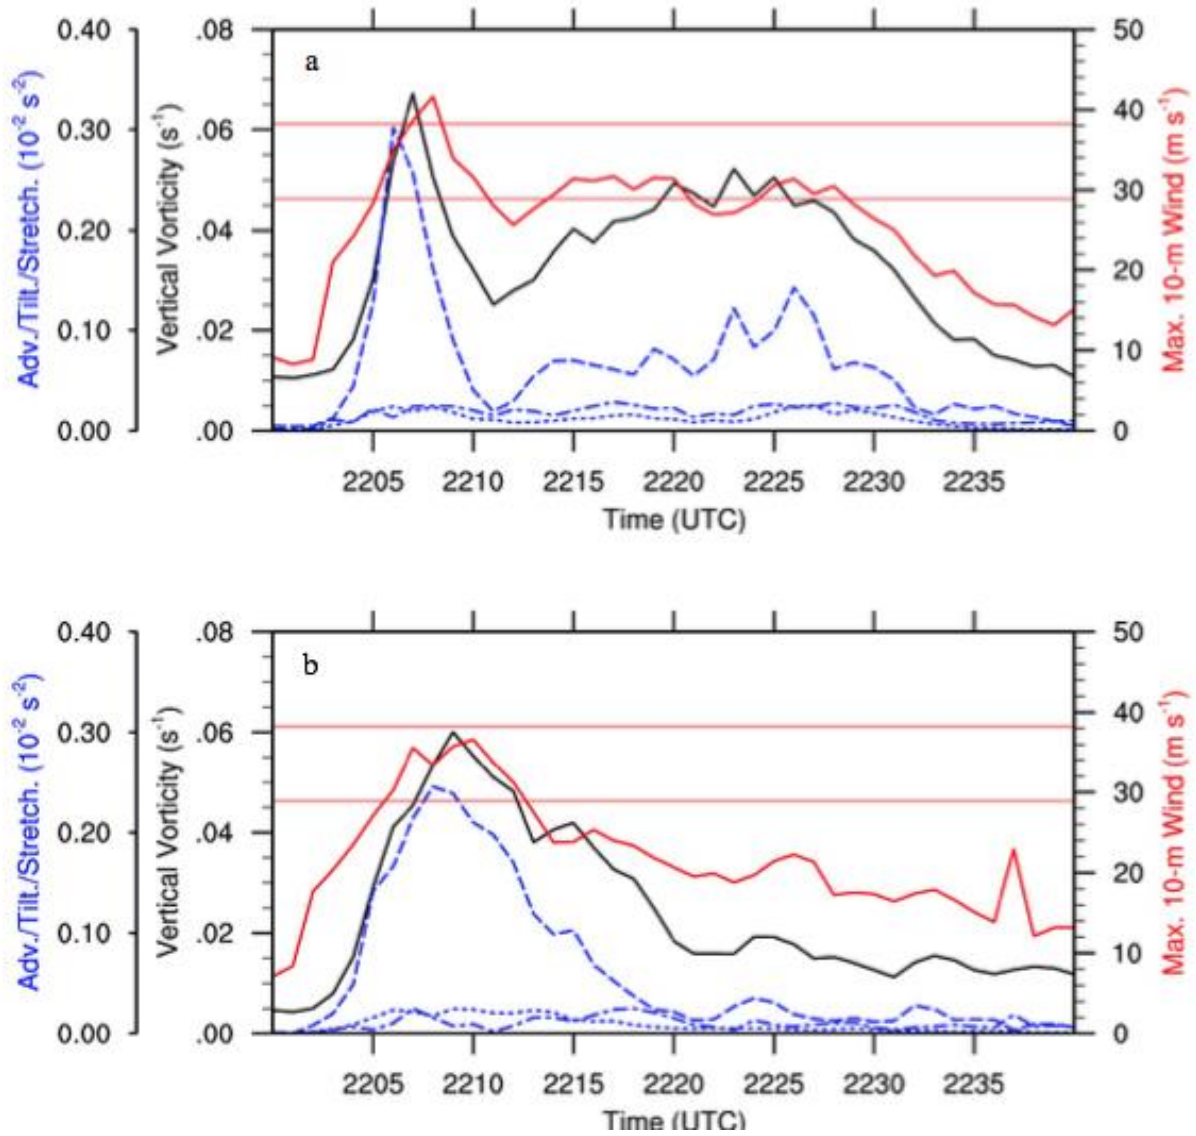 a
Adv./Tilt./Stretch. (10⁻² s⁻²)
0.40
0.30
0.20
0.10
0.00
Vertical Vorticity (s⁻¹)
.08
.06
.04
.02
.00
50
40
30
20
10
0
Max. 10-m Wind (m s⁻¹)
2205 2210 2215 2220 2225 2230 2235
Time (UTC)
b
Adv./Tilt./Stretch. (10⁻² s⁻²)
0.40
0.30
0.20
0.10
0.00
Vertical Vorticity (s⁻¹)
.08
.06
.04
.02
.00
50
40
30
20
10
0
Max. 10-m Wind (m s⁻¹)
2205 2210 2215 2220 2225 2230 2235
Time (UTC)